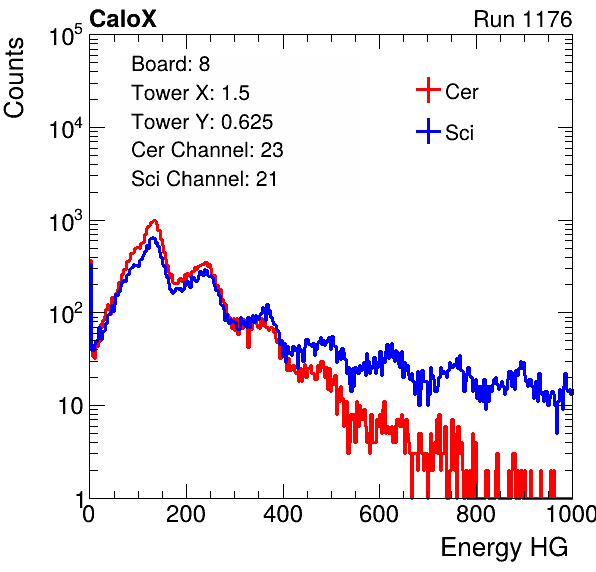 CaloX Run 1176
Counts
10^5
10^4
10^3
10^2
10
1
Board: 8
Tower X: 1.5
Tower Y: 0.625
Cer Channel: 23
Sci Channel: 21
Cer
Sci
0 200 400 600 800 1000
Energy HG